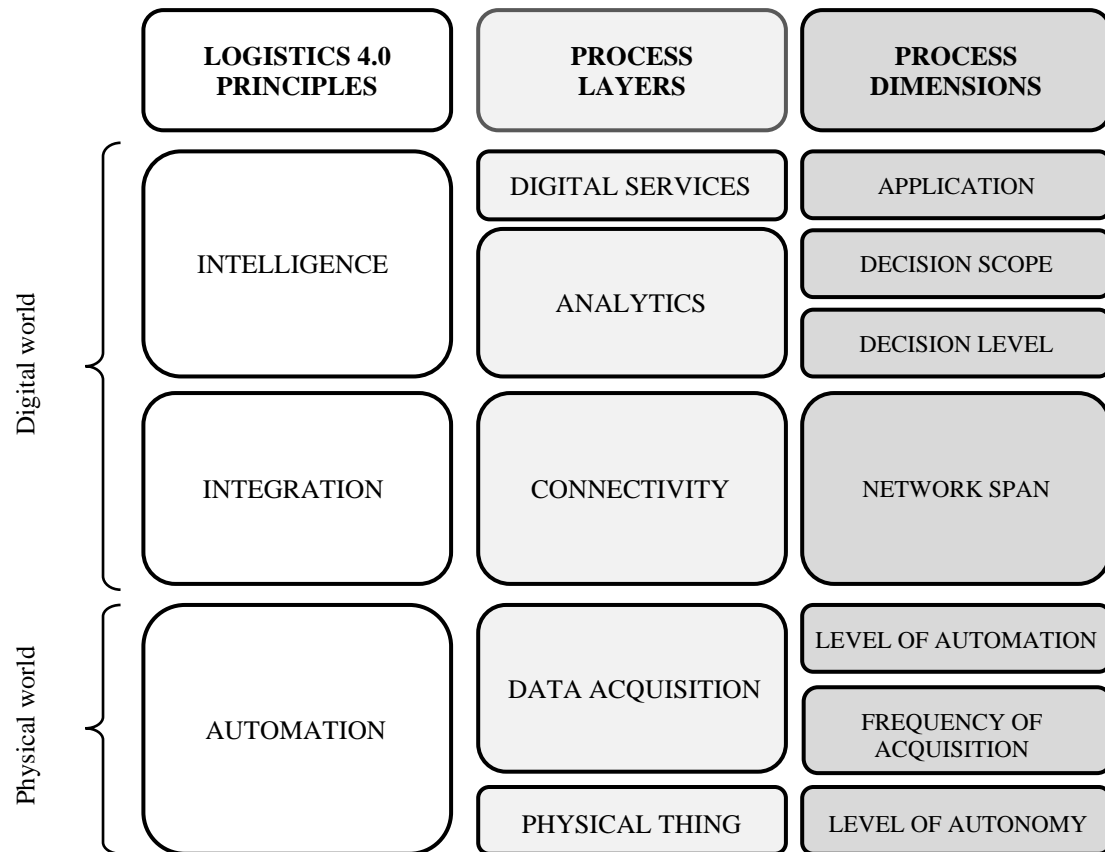 LOGISTICS 4.0
PRINCIPLES
PROCESS
LAYERS
PROCESS
DIMENSIONS
Digital world
INTELLIGENCE
DIGITAL SERVICES
APPLICATION
ANALYTICS
DECISION SCOPE
DECISION LEVEL
INTEGRATION
CONNECTIVITY
NETWORK SPAN
Physical world
AUTOMATION
DATA ACQUISITION
LEVEL OF AUTOMATION
FREQUENCY OF
ACQUISITION
PHYSICAL THING
LEVEL OF AUTONOMY